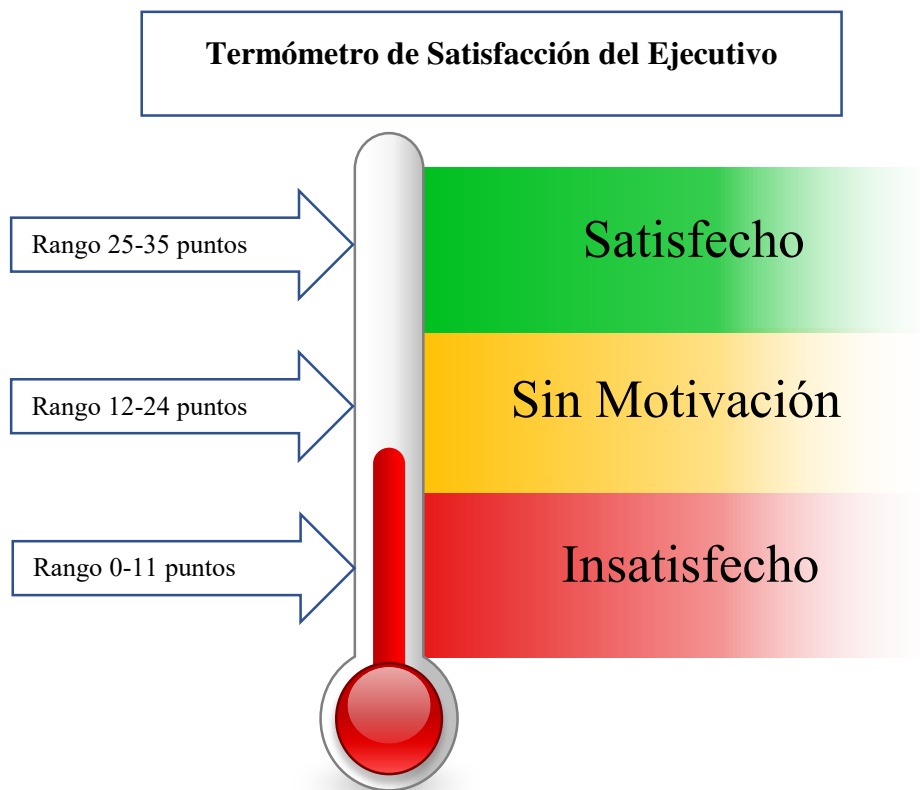 Termómetro de Satisfacción del Ejecutivo
Rango 25-35 puntos
Satisfecho
Rango 12-24 puntos
Sin Motivación
Rango 0-11 puntos
Insatisfecho